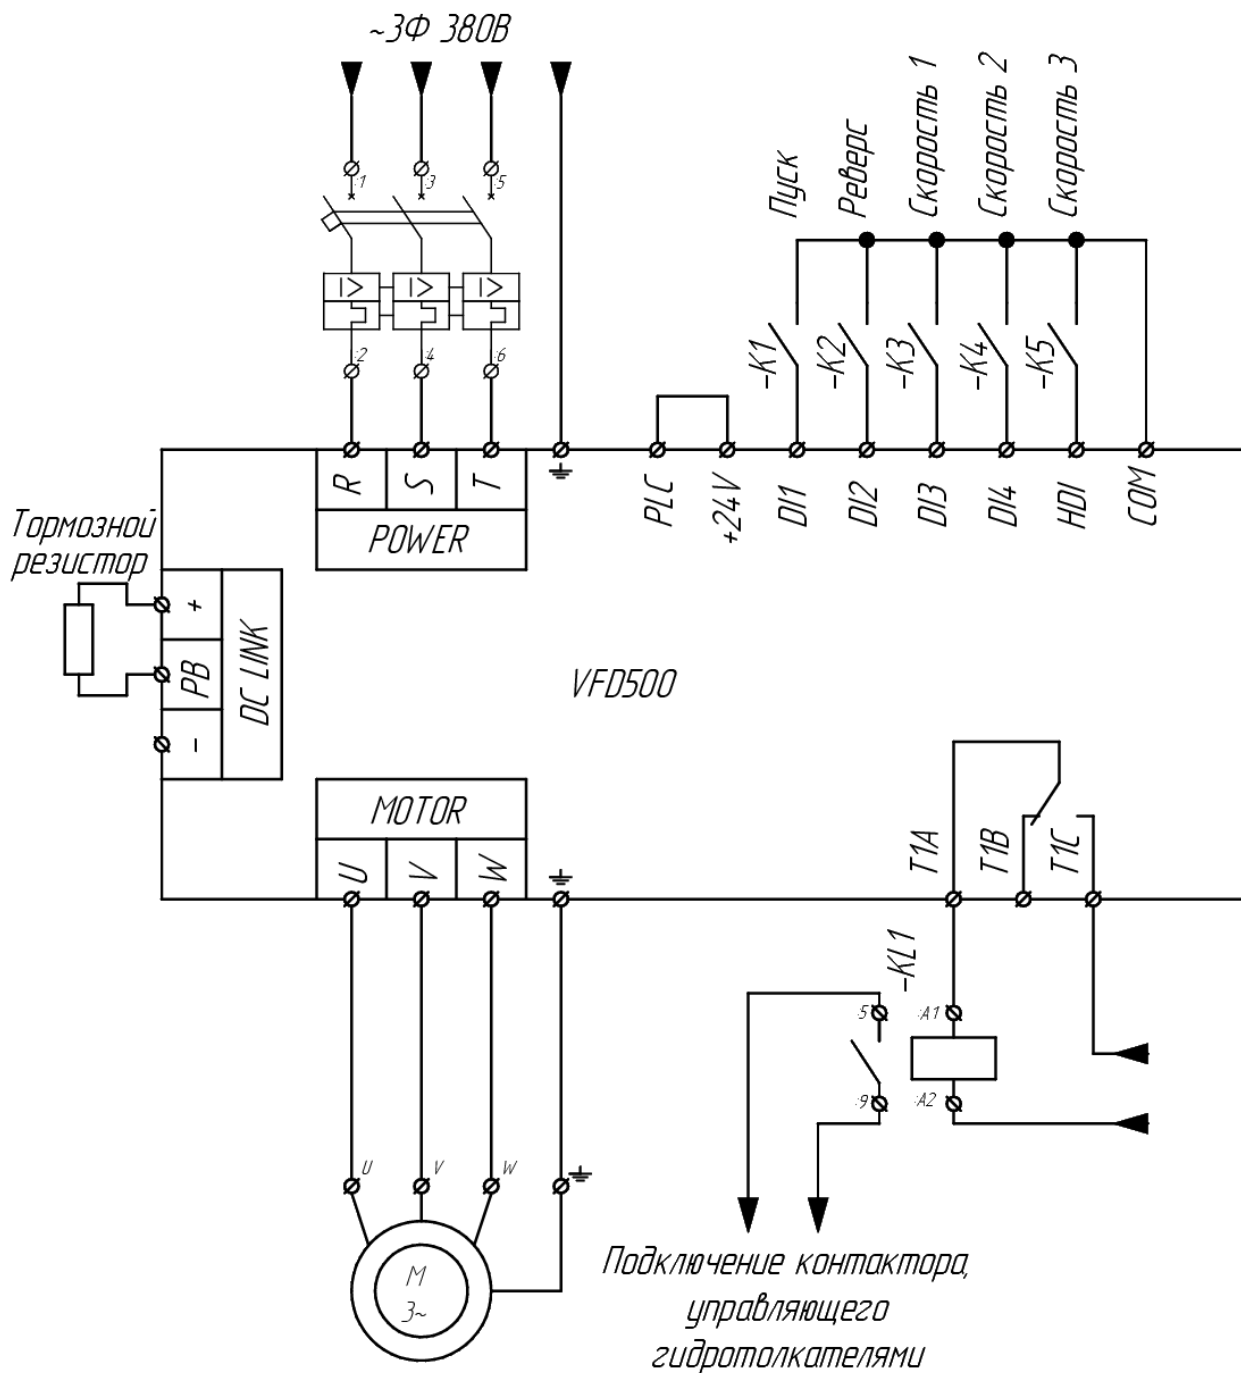 ~3Ф 380В
Пуск
Реверс
Скорость 1
Скорость 2
Скорость 3
:1
:3
:5
I>
I>
I>
:2
:4
:6
-K1
-K2
-K3
-K4
-K5
R
S
T
POWER
PLC
+24V
DI1
DI2
DI3
DI4
HDI
COM
Тормозной
резистор
+
PB
-
DC LINK
VFD500
MOTOR
U
V
W
T1A
T1B
T1C
-KL1
:5
:A1
:9
:A2
U
V
W
M
3~
Подключение контактора,
управляющего
гидротолкателями